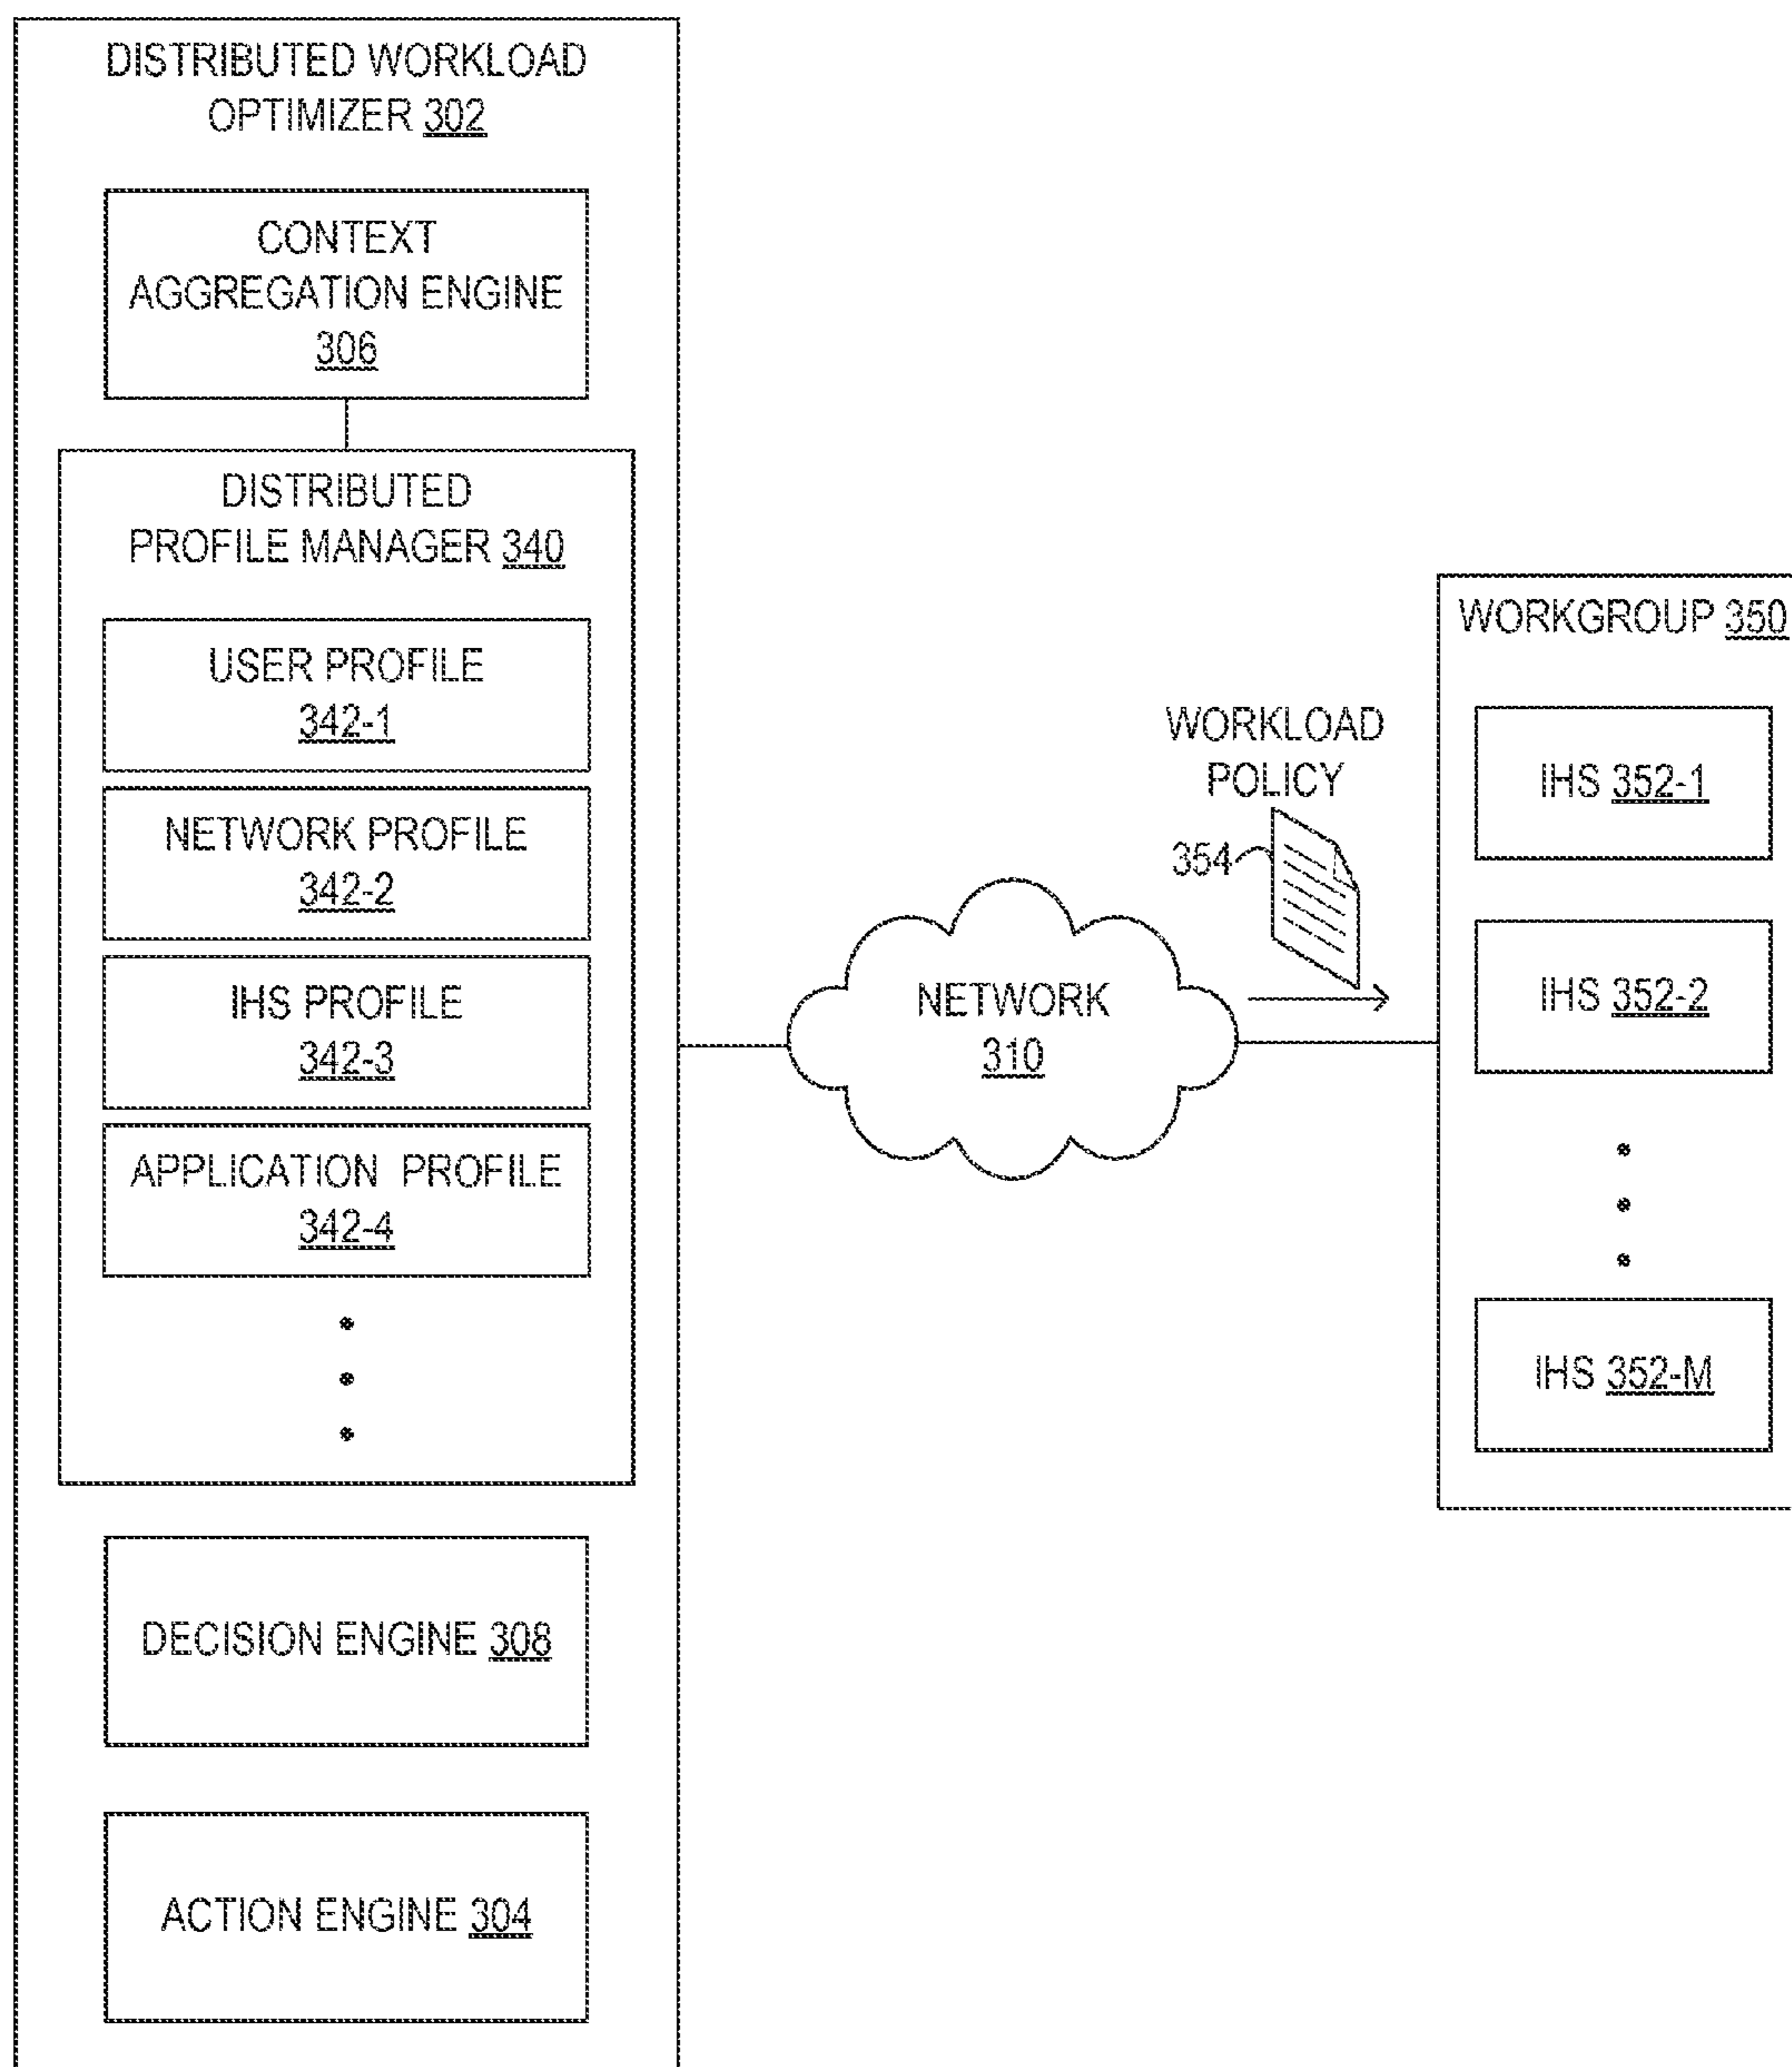 DISTRIBUTED WORKLOAD
OPTIMIZER 302
CONTEXT
AGGREGATION ENGINE
306
DISTRIBUTED
PROFILE MANAGER 340
USER PROFILE
342-1
NETWORK PROFILE
342-2
IHS PROFILE
342-3
APPLICATION PROFILE
342-4
DECISION ENGINE 308
ACTION ENGINE 304
NETWORK
310
WORKLOAD
POLICY
354
WORKGROUP 350
IHS 352-1
IHS 352-2
IHS 352-M